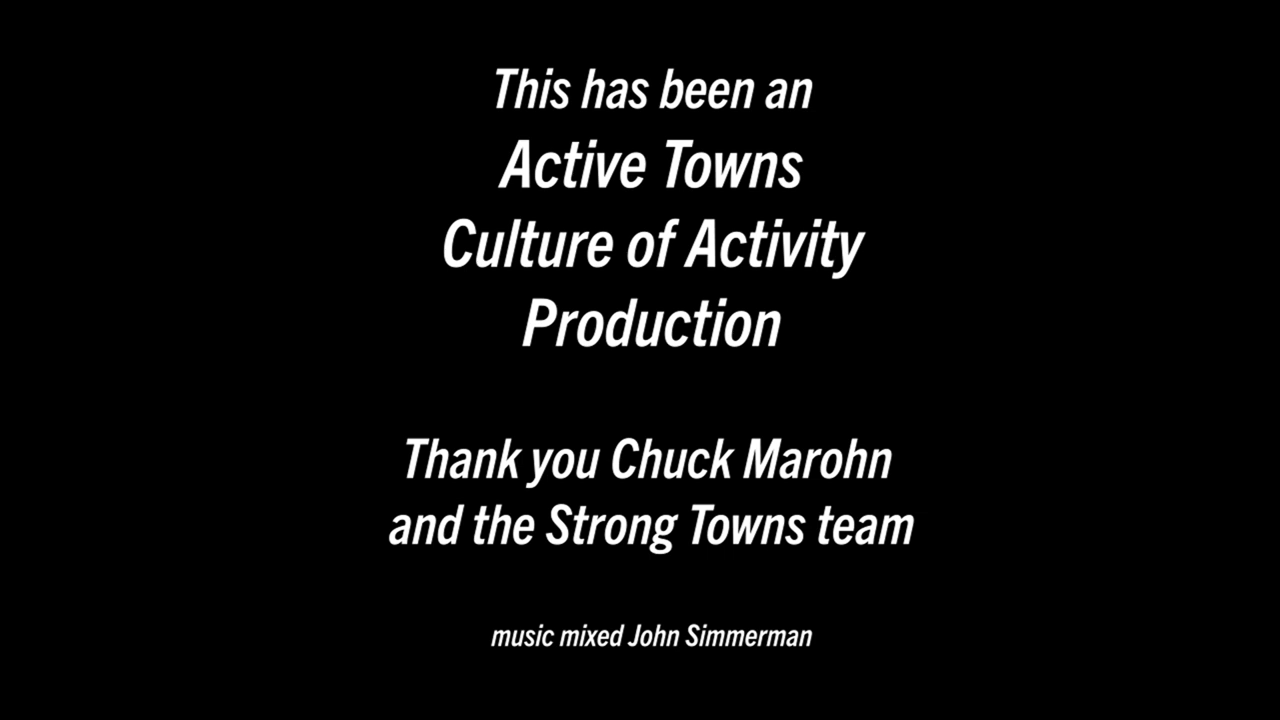 This has been an
Active Towns
Culture of Activity
Production
Thank you Chuck Marohn
and the Strong Towns team
music mixed John Simmerman